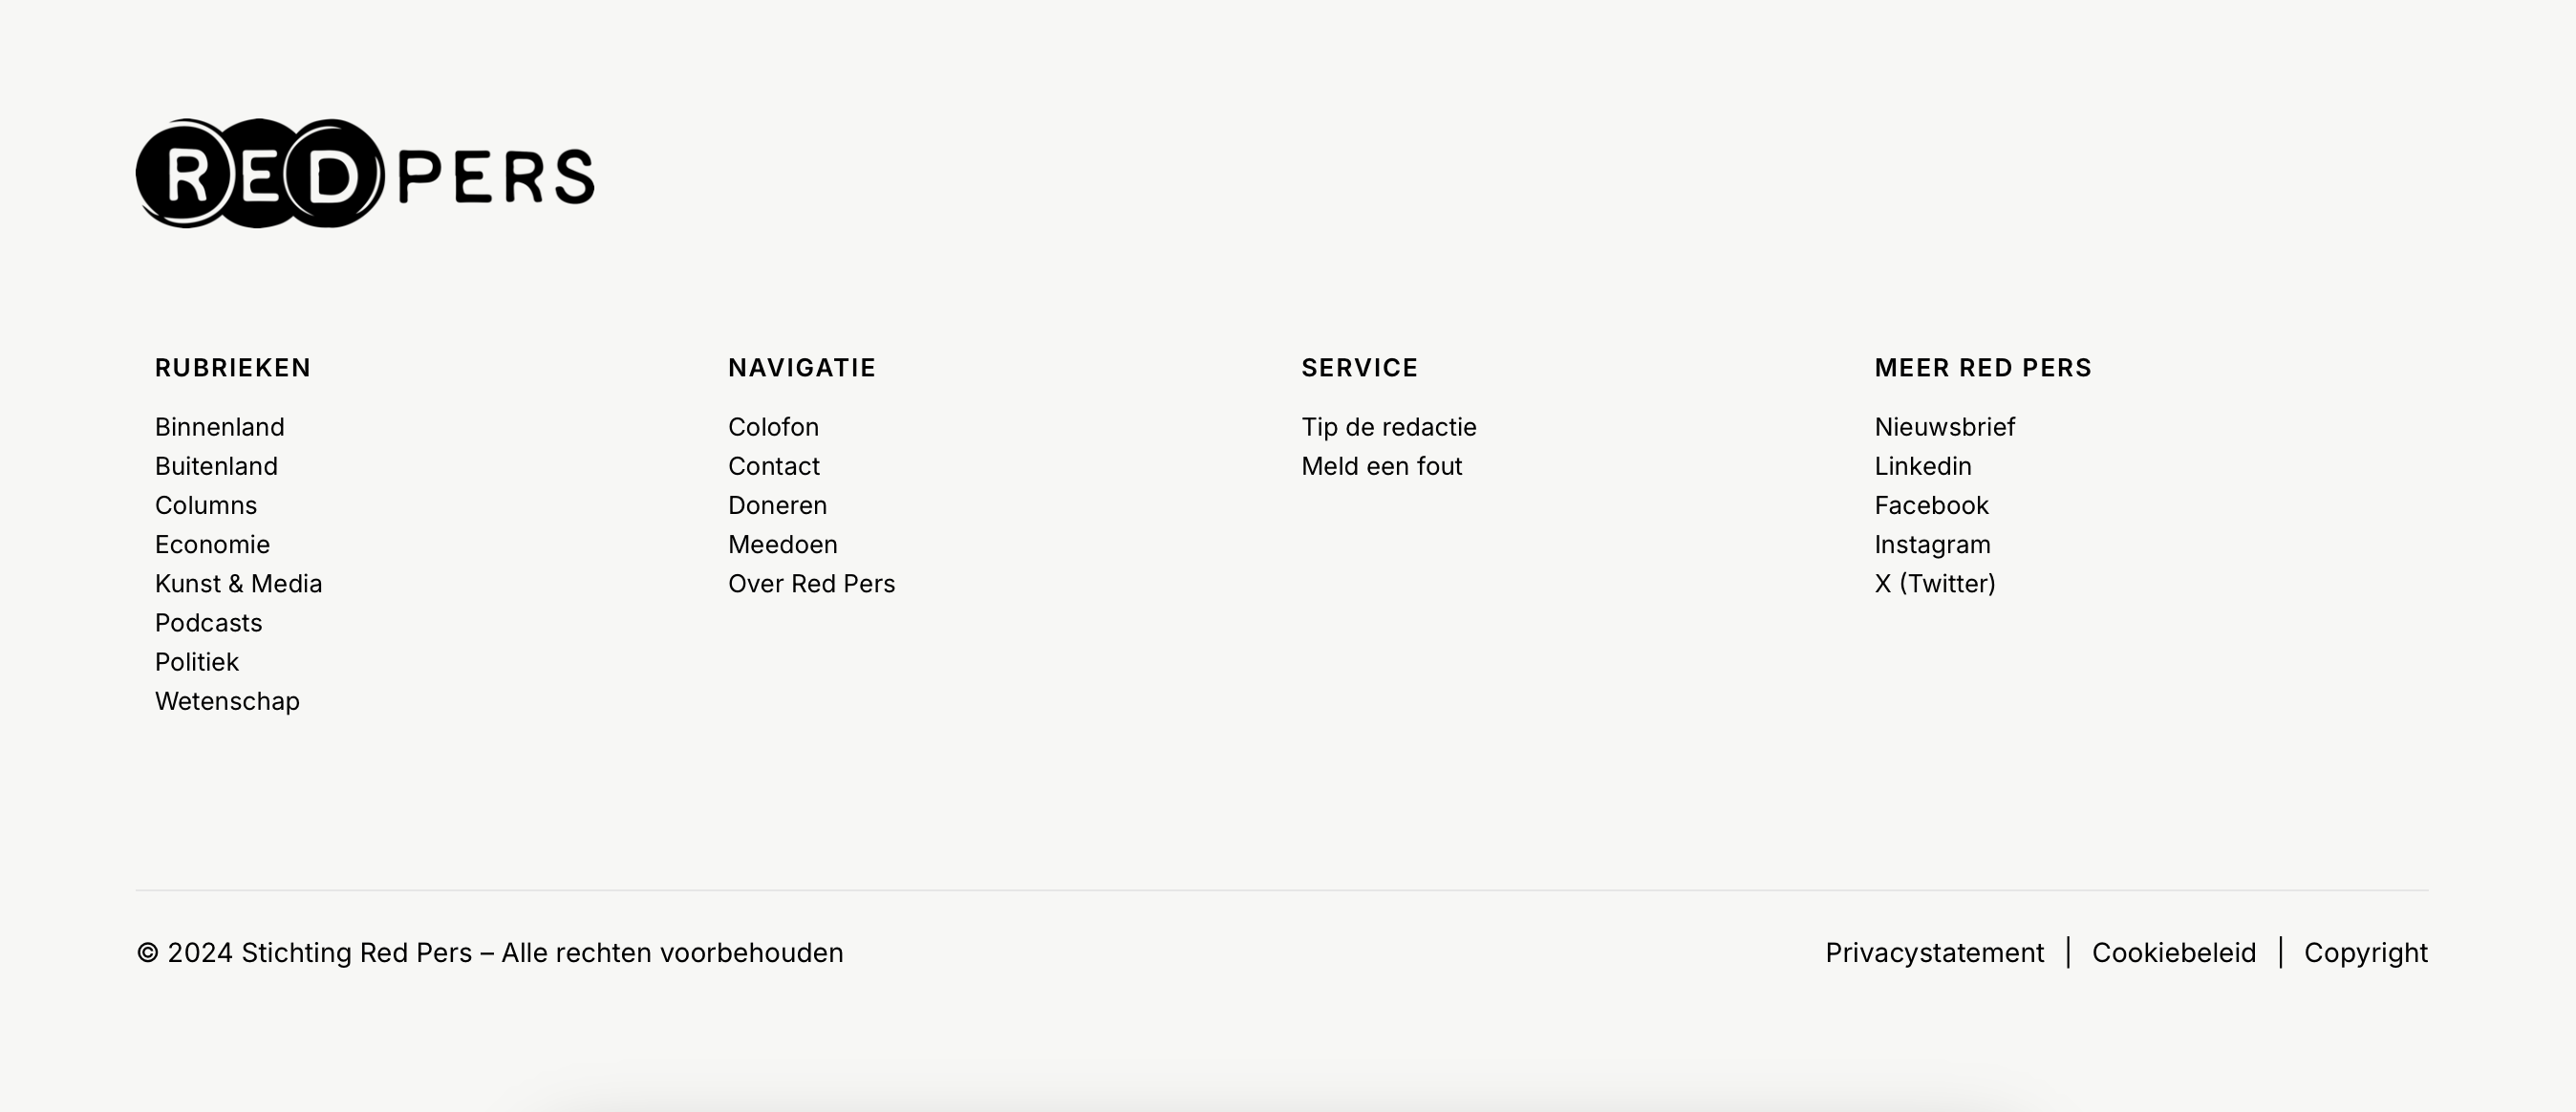 RED PERS
RUBRIEKEN
Binnenland
Buitenland
Columns
Economie
Kunst & Media
Podcasts
Politiek
Wetenschap
NAVIGATIE
Colofon
Contact
Doneren
Meedoen
Over Red Pers
SERVICE
Tip de redactie
Meld een fout
MEER RED PERS
Nieuwsbrief
Linkedin
Facebook
Instagram
X (Twitter)
© 2024 Stichting Red Pers – Alle rechten voorbehouden
Privacystatement | Cookiebeleid | Copyright